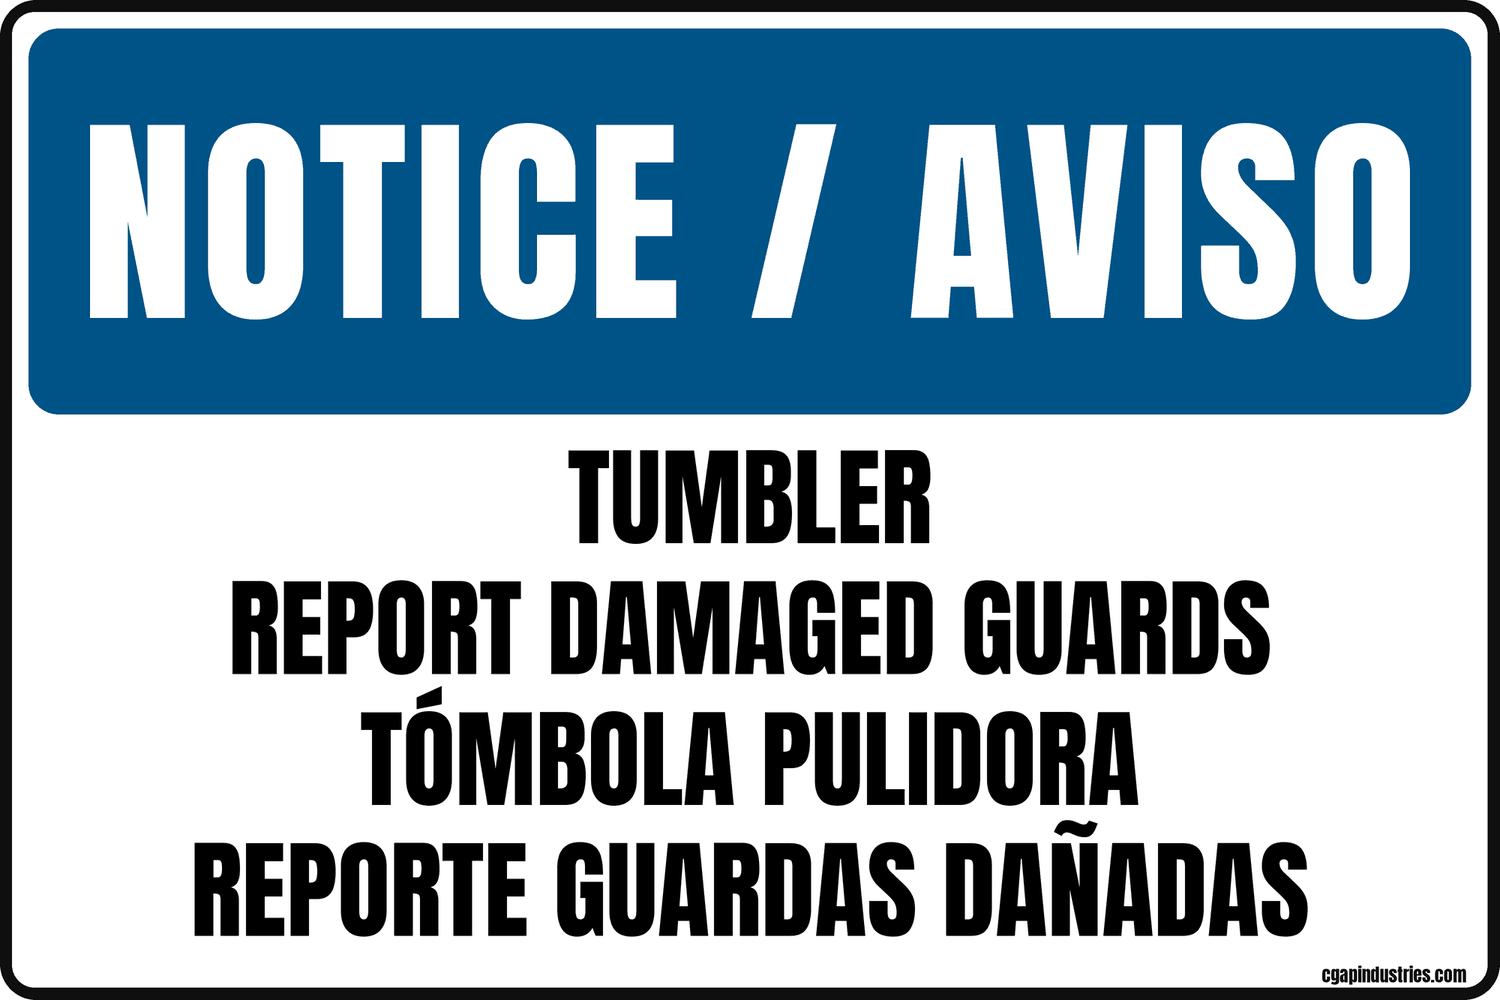 NOTICE / AVISO
TUMBLER
REPORT DAMAGED GUARDS
TÓMBOLA PULIDORA
REPORTE GUARDAS DAÑADAS
cgapindustries.com